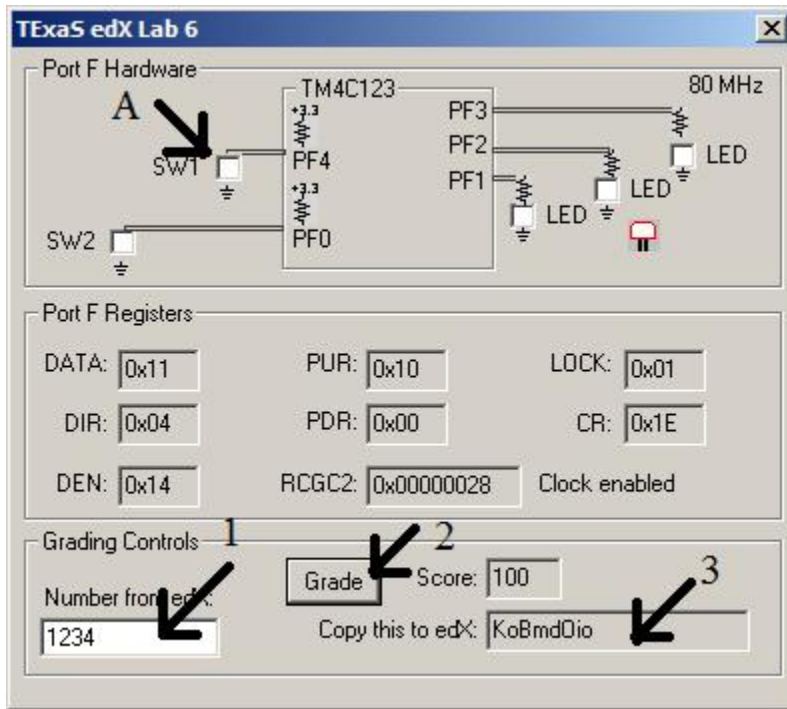 TExaS edX Lab 6
Port F Hardware
TM4C123
80 MHz
A
+3.3
PF3
SW1
PF4
PF2
LED
PF1
+3.3
LED
LED
SW2
PF0
Port F Registers
DATA: 0x11 PUR: 0x10 LOCK: 0x01
DIR: 0x04 PDR: 0x00 CR: 0x1E
DEN: 0x14 RCGC2: 0x00000028 Clock enabled
Grading Controls
1
2
Grade Score: 100
3
Number from edX:
1234
Copy this to edX: KoBmdOio